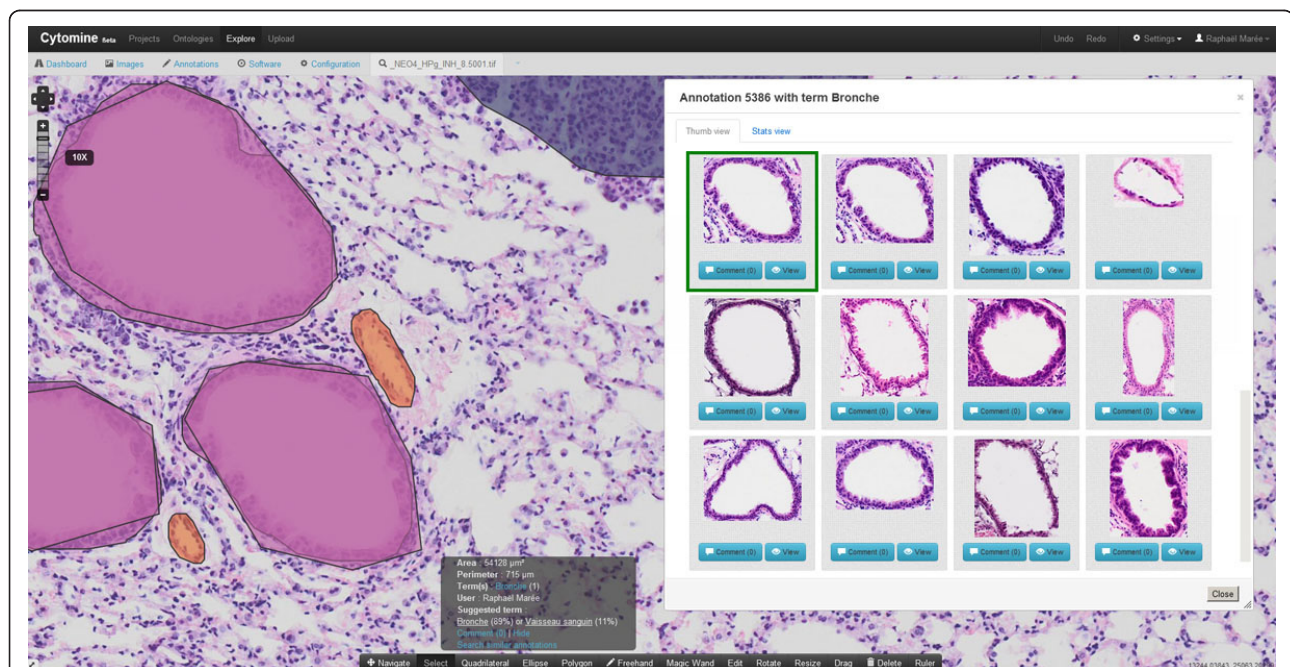 Cytomine Beta Projects Ontologies Explore Upload Undo Redo Settings Raphaël Marée
Dashboard Images Annotations Software Configuration _NEO4_HPg_INH_8.5001.tif
10X
Annotation 5386 with term Bronche
Thumb view Stats view
Comment (0) View Comment (0) View Comment (0) View Comment (0) View
Comment (0) View Comment (0) View Comment (0) View Comment (0) View
Comment (0) View Comment (0) View Comment (0) View Comment (0) View
Close
Area : 54128 µm²
Perimeter : 715 µm
Term(s) : Bronche (1)
User : Raphaël Marée
Suggested term
Bronche (89%) or Vaisseau sanguin (11%)
Comment (0) | Hide
Search similar annotations
Navigate Select Quadrilateral Ellipse Polygon Freehand Magic Wand Edit Rotate Resize Drag Delete Ruler